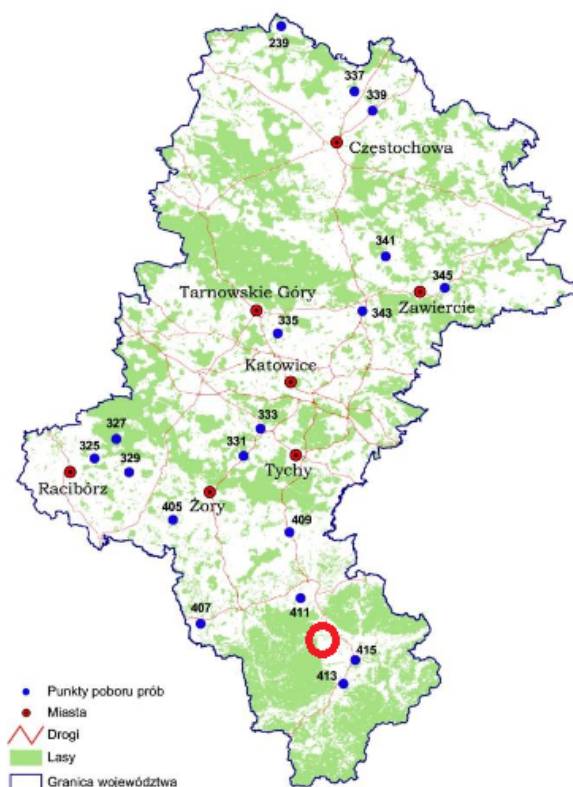 239
337
339
Częstochowa
341
345
Tarnowskie Góry
Zawiercie
335
343
Katowice
333
327
325
331
329
Tychy
Racibórz
Żory
405
409
411
407
415
413
Punkty poboru prób
Miasta
Drogi
Lasy
Granica województwa